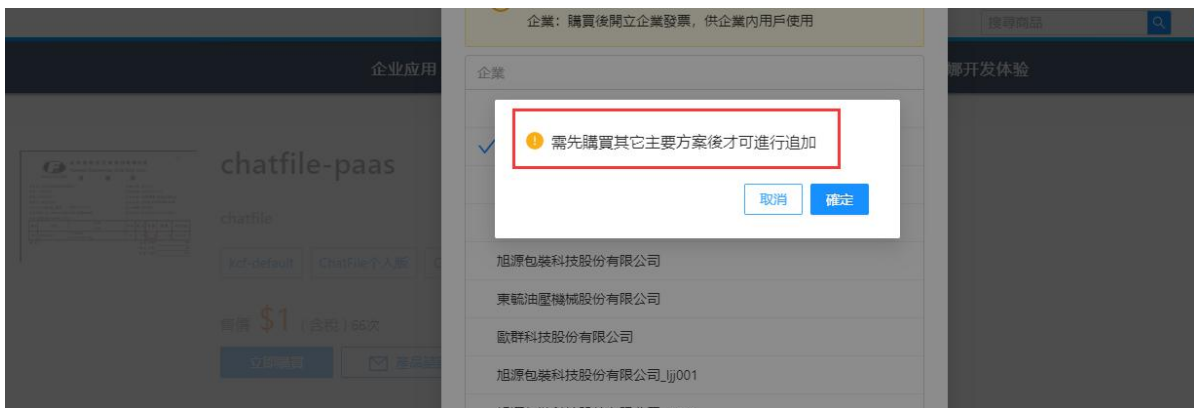 企業：購買後開立企業發票，供企業內用戶使用
搜尋商品
企业应用
娜开发体验
企業
需先購買其它主要方案後才可進行追加
取消
確定
chatfile-paas
chatfile
xcf-default
ChatFile个人版
售價 $1 (含稅) 66次
立即購買
旭源包裝科技股份有限公司
東毓油壓機械股份有限公司
歐群科技股份有限公司
旭源包裝科技股份有限公司_ljj001